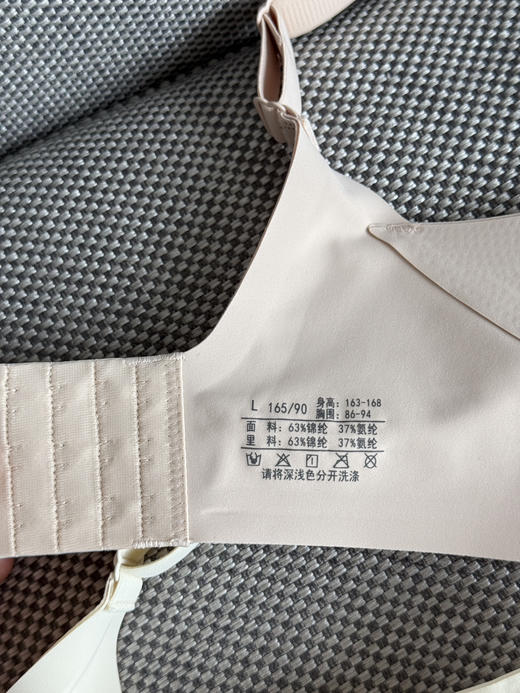 L 165/90 身高：163-168
胸围：86-94
面 料：63%锦纶 37%氨纶
里 料：63%锦纶 37%氨纶
请将深浅色分开洗涤